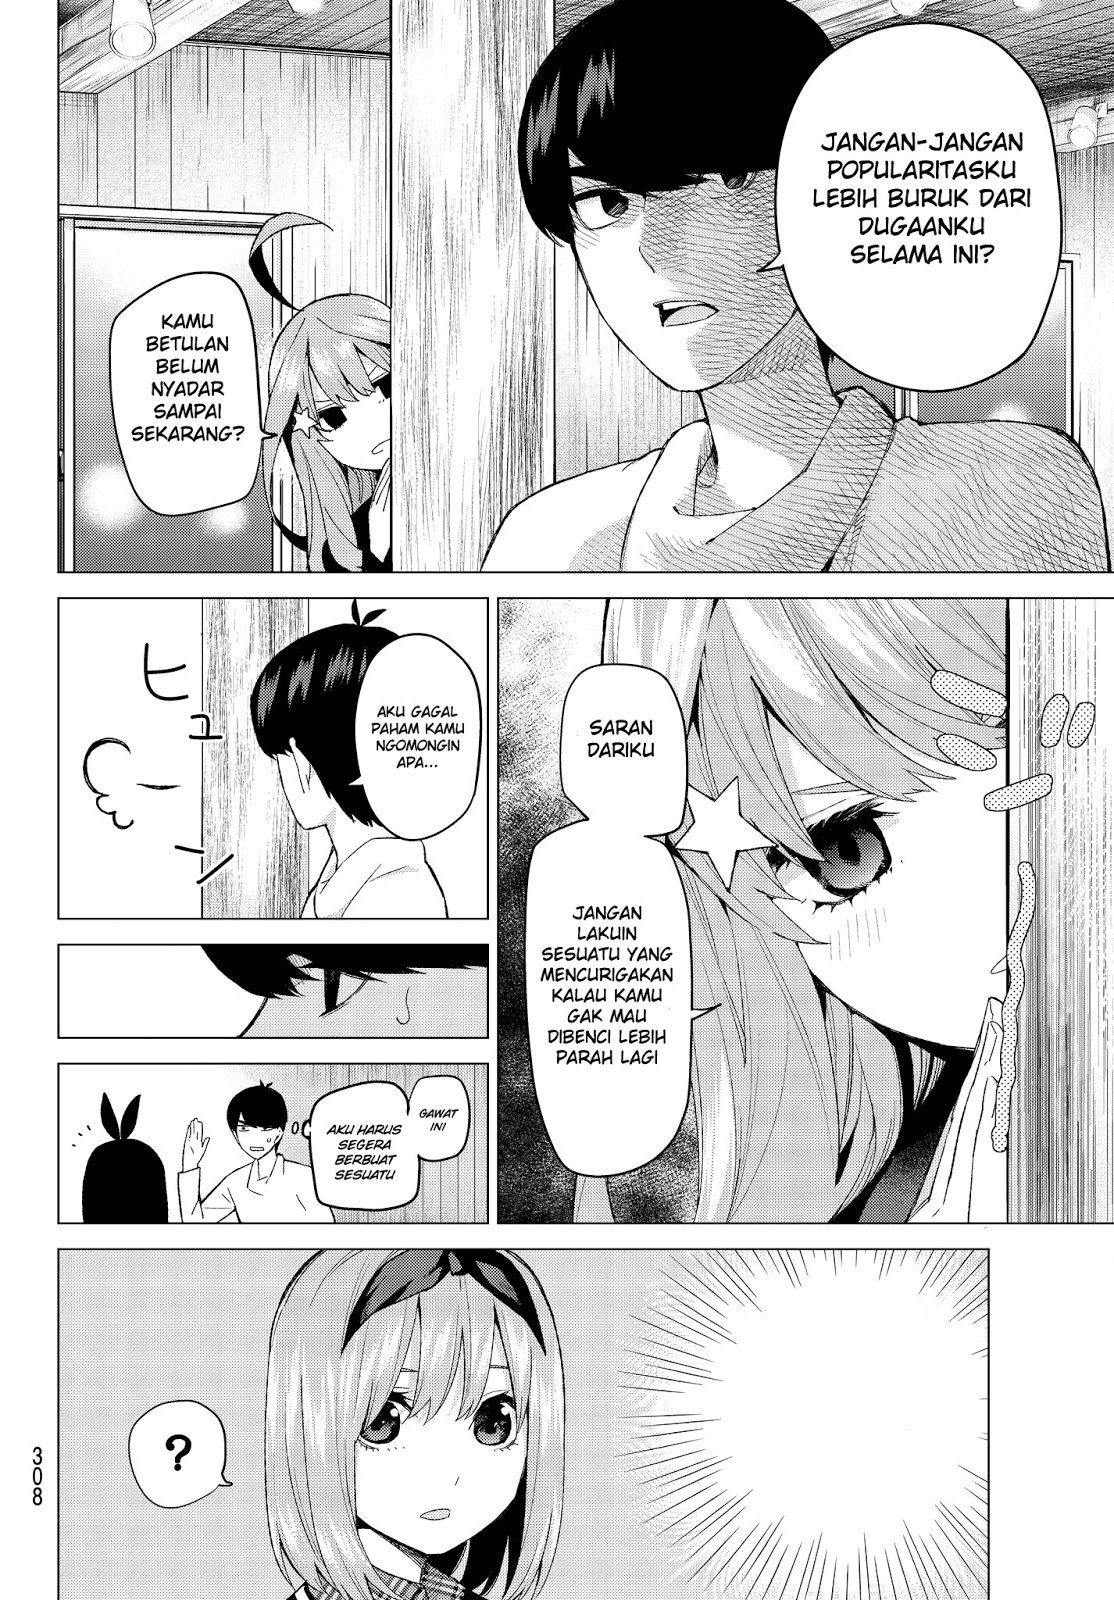 JANGAN-JANGAN
POPULARITASKU
LEBIH BURUK DARI
DUGAANKU
SELAMA INI?
KAMU
BETULAN
BELUM
NYADAR
SAMPAI
SEKARANG?
SARAN
DARIKU
JANGAN
LAKUIN
SESUATU YANG
MENCURIGAKAN
KALAU KAMU
GAK MAU
DIBENCI LEBIH
PARAH LAGI
AKU GAGAL
PAHAM KAMU
NGOMONGIN
APA...
ヒュー
ン
GAWAT
INI
AKU HARUS
SEGERA
BERBUAT
SESUATU
?
308